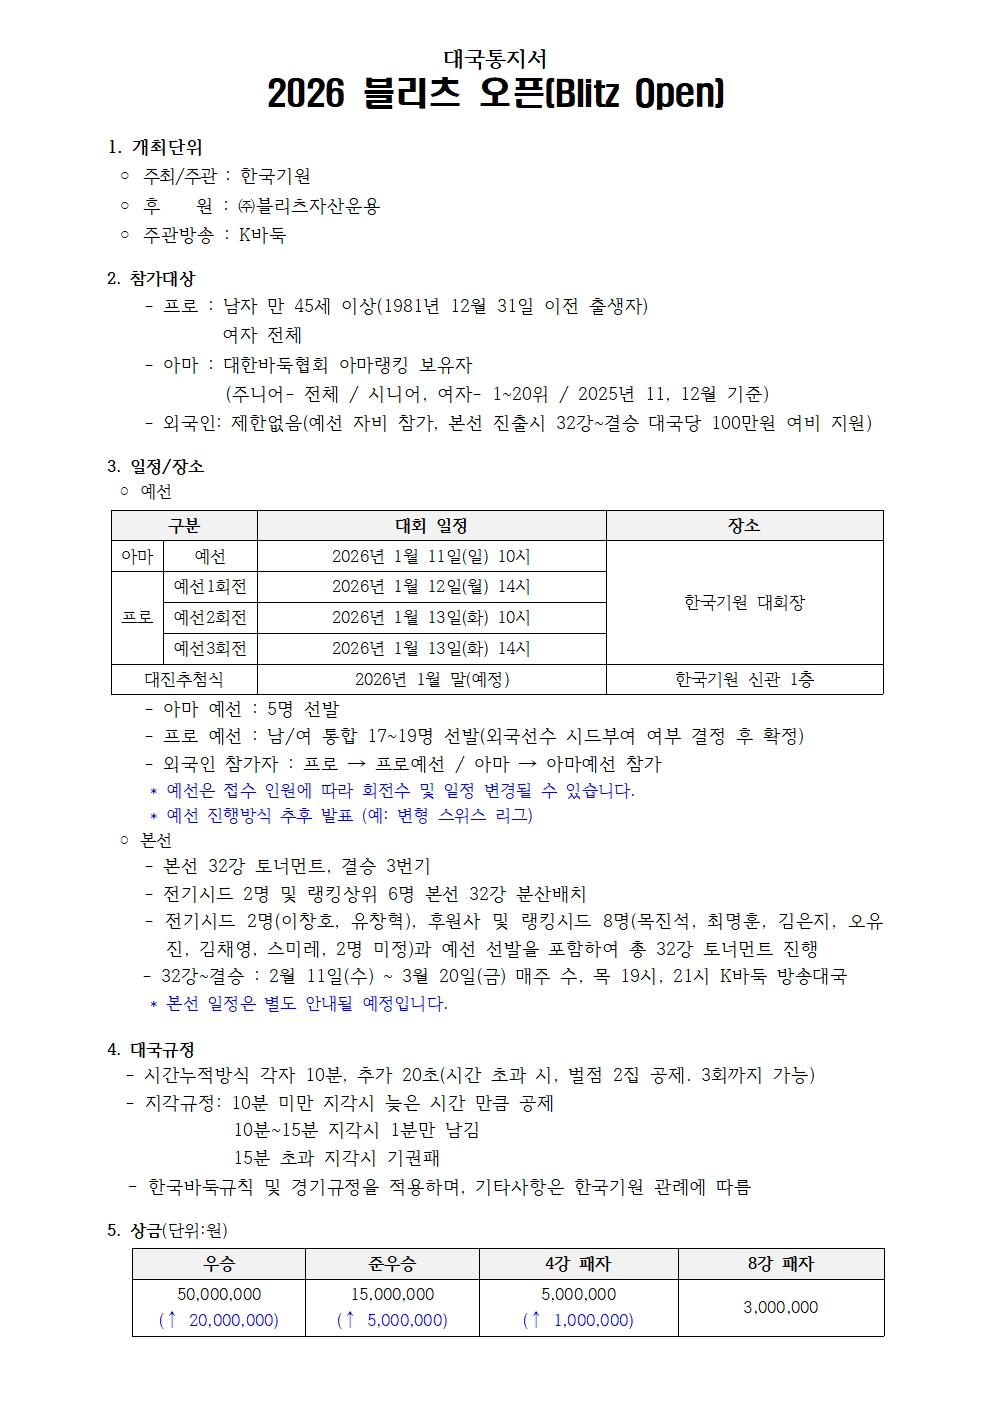 대국통지서
2026 블리츠 오픈(Blitz Open)
1. 개최단위
○ 주최/주관 : 한국기원
○ 후 원 : ㈜블리츠자산운용
○ 주관방송 : K바둑
2. 참가대상
- 프로 : 남자 만 45세 이상(1981년 12월 31일 이전 출생자)
여자 전체
- 아마 : 대한바둑협회 아마랭킹 보유자
(주니어- 전체 / 시니어, 여자- 1~20위 / 2025년 11, 12월 기준)
- 외국인: 제한없음(예선 자비 참가, 본선 진출시 32강~결승 대국당 100만원 여비 지원)
3. 일정/장소
○ 예선
구분 대회 일정 장소
아마 예선 2026년 1월 11일(일) 10시
프로 예선1회전 2026년 1월 12일(월) 14시 한국기원 대회장
예선2회전 2026년 1월 13일(화) 10시
예선3회전 2026년 1월 13일(화) 14시
대진추첨식 2026년 1월 말(예정) 한국기원 신관 1층
- 아마 예선 : 5명 선발
- 프로 예선 : 남/여 통합 17~19명 선발(외국선수 시드부여 여부 결정 후 확정)
- 외국인 참가자 : 프로 → 프로예선 / 아마 → 아마예선 참가
* 예선은 접수 인원에 따라 회전수 및 일정 변경될 수 있습니다.
* 예선 진행방식 추후 발표 (예: 변형 스위스 리그)
○ 본선
- 본선 32강 토너먼트, 결승 3번기
- 전기시드 2명 및 랭킹상위 6명 본선 32강 분산배치
- 전기시드 2명(이창호, 유창혁), 후원사 및 랭킹시드 8명(목진석, 최명훈, 김은지, 오유
진, 김채영, 스미레, 2명 미정)과 예선 선발을 포함하여 총 32강 토너먼트 진행
- 32강~결승 : 2월 11일(수) ~ 3월 20일(금) 매주 수, 목 19시, 21시 K바둑 방송대국
* 본선 일정은 별도 안내될 예정입니다.
4. 대국규정
- 시간누적방식 각자 10분, 추가 20초(시간 초과 시, 벌점 2집 공제. 3회까지 가능)
- 지각규정: 10분 미만 지각시 늦은 시간 만큼 공제
10분~15분 지각시 1분만 남김
15분 초과 지각시 기권패
- 한국바둑규칙 및 경기규정을 적용하며, 기타사항은 한국기원 관례에 따름
5. 상금(단위:원)
우승 준우승 4강 패자 8강 패자
50,000,000 15,000,000 5,000,000 3,000,000
(↑ 20,000,000) (↑ 5,000,000) (↑ 1,000,000)